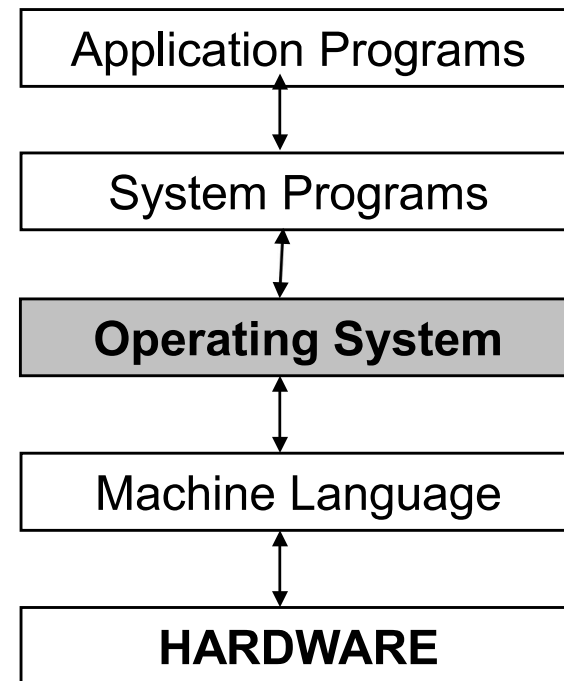 Application Programs
System Programs
Operating System
Machine Language
HARDWARE